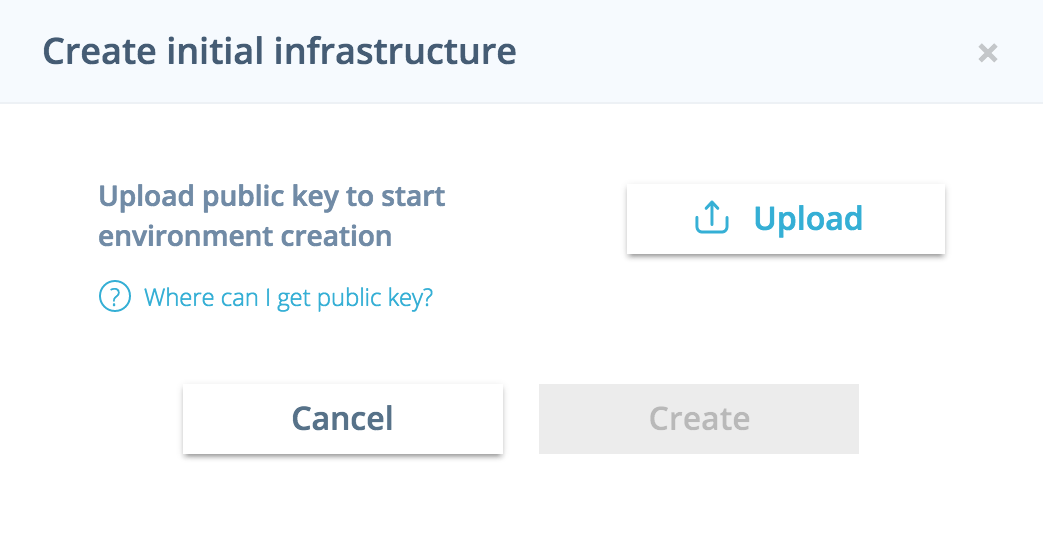 Create initial infrastructure
×
Upload public key to start
environment creation
Upload
? Where can I get public key?
Cancel
Create